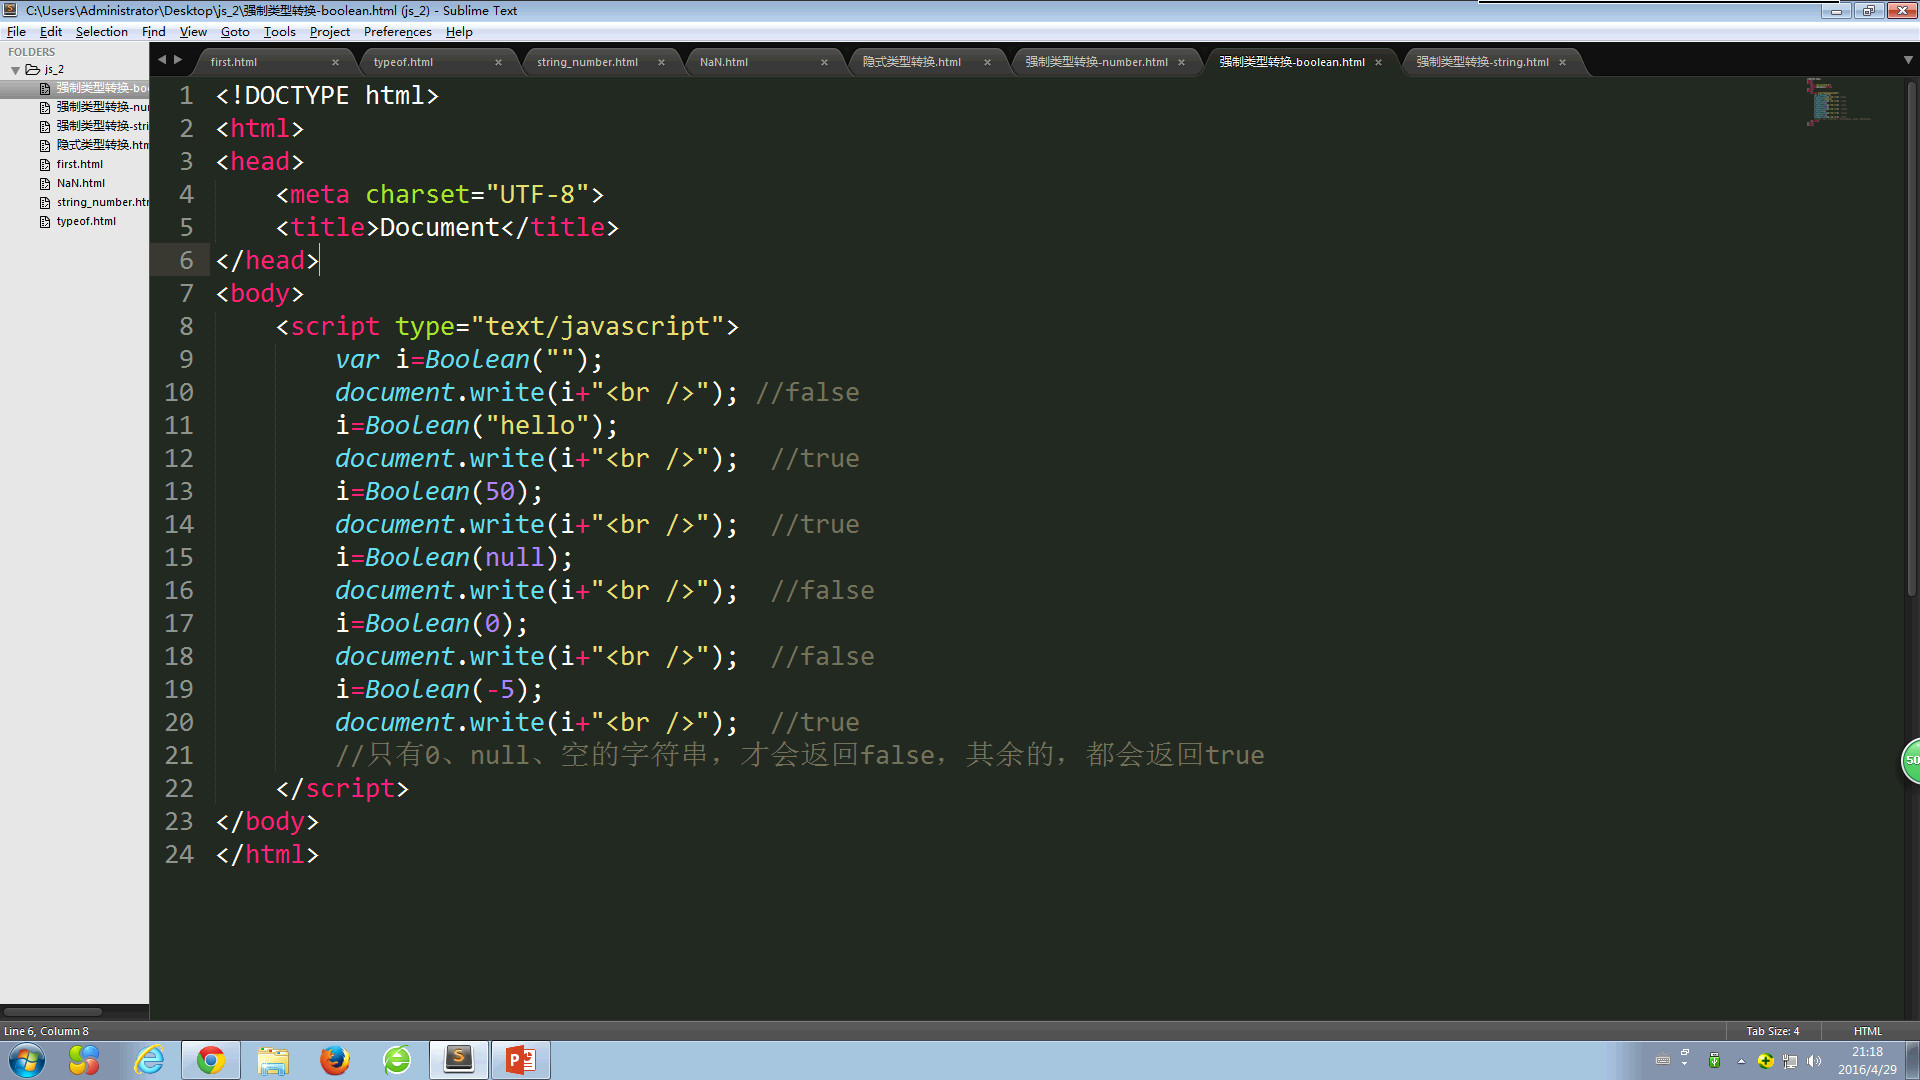 C:\Users\Administrator\Desktop\js_2\强制类型转换-boolean.html (js_2) - Sublime Text
File Edit Selection Find View Goto Tools Project Preferences Help
FOLDERS
js_2
强制类型转换-bo
强制类型转换-nu
强制类型转换-stri
隐式类型转换.htm
first.html
NaN.html
string_number.htm
typeof.html
first.html × typeof.html × string_number.html × NaN.html × 隐式类型转换.html × 强制类型转换-number.html × 强制类型转换-boolean.html × 强制类型转换-string.html ×
1 <!DOCTYPE html>
2 <html>
3 <head>
4 <meta charset="UTF-8">
5 <title>Document</title>
6 </head>
7 <body>
8 <script type="text/javascript">
9 var i=Boolean("");
10 document.write(i+"<br />"); //false
11 i=Boolean("hello");
12 document.write(i+"<br />"); //true
13 i=Boolean(50);
14 document.write(i+"<br />"); //true
15 i=Boolean(null);
16 document.write(i+"<br />"); //false
17 i=Boolean(0);
18 document.write(i+"<br />"); //false
19 i=Boolean(-5);
20 document.write(i+"<br />"); //true
21 //只有0、null、空的字符串，才会返回false，其余的，都会返回true
22 </script>
23 </body>
24 </html>
50
Line 6, Column 8
Tab Size: 4
HTML
21:18
2016/4/29